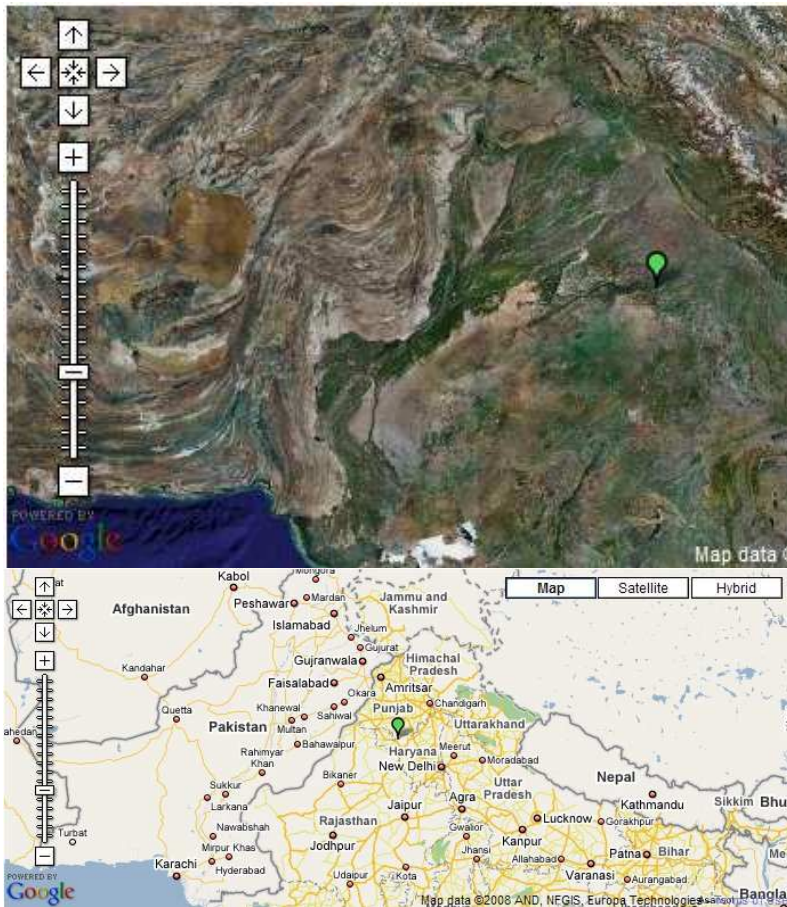 POWERED BY
Google
Map data ©
Map
Satellite
Hybrid
Kabol
Mardan
Peshawar
Afghanistan
Jammu and
Kashmir
Islamabad
Jhelum
Gujurat
Gujranwala
Himachal
Pradesh
Kandahar
Faisalabad
Amritsar
Okara
Punjab
Chandigarh
Khanewal
Sahiwal
Quetta
Multan
Uttarakhand
Pakistan
Bahawalpur
Haryana
Meerut
Rahimyar
Khan
New Delhi
Moradabad
Bikaner
Nepal
Sukkur
Uttar
Pradesh
Larkana
Agra
Kathmandu
Sikkim
Bhu
Jaipur
Rajasthan
Lucknow
Gorakhpur
Nawabshah
Gwalior
Turbat
Jodhpur
Kanpur
Mirpur Khas
Jhansi
Allahabad
Patna
Bihar
Karachi
Hyderabad
Kota
Varanasi
Udaipur
Aurangabad
Bangla
POWERED BY
Google
Map data ©2008 AND, NFGIS, Europa Technologies